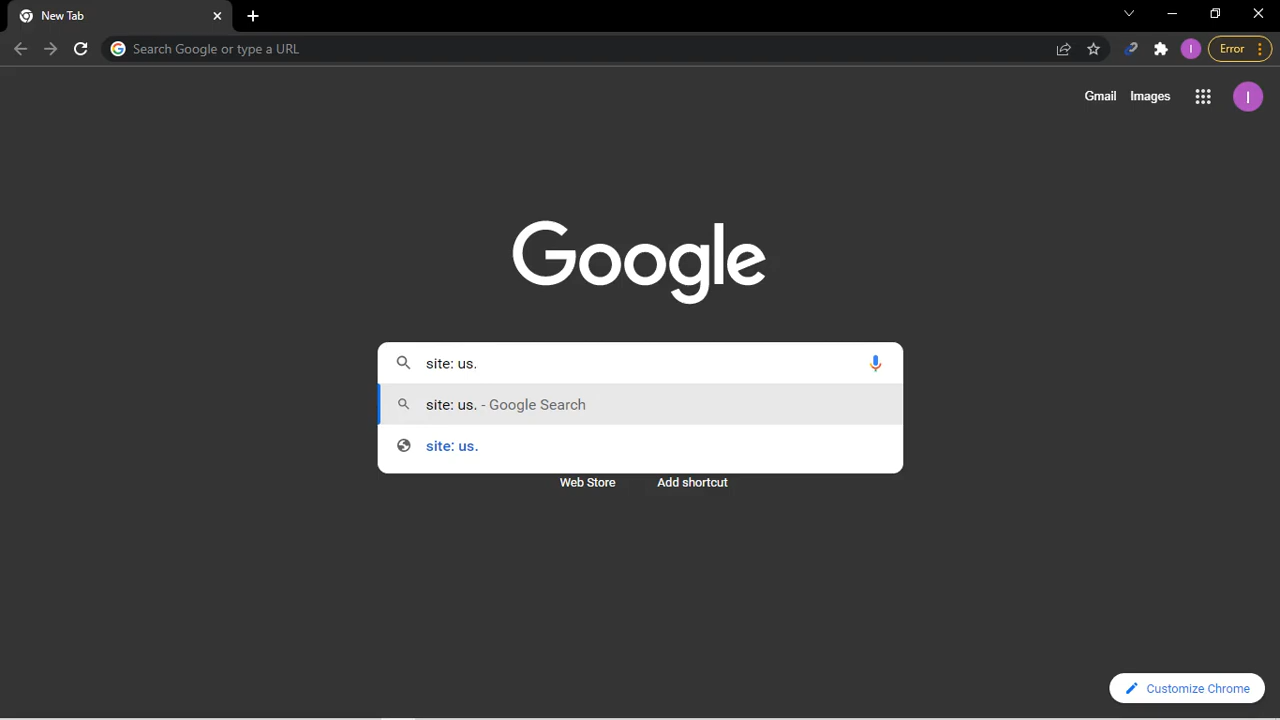 New Tab
Search Google or type a URL
Error
Gmail Images
I
Google
site: us.
site: us. - Google Search
site: us.
Web Store Add shortcut
Customize Chrome